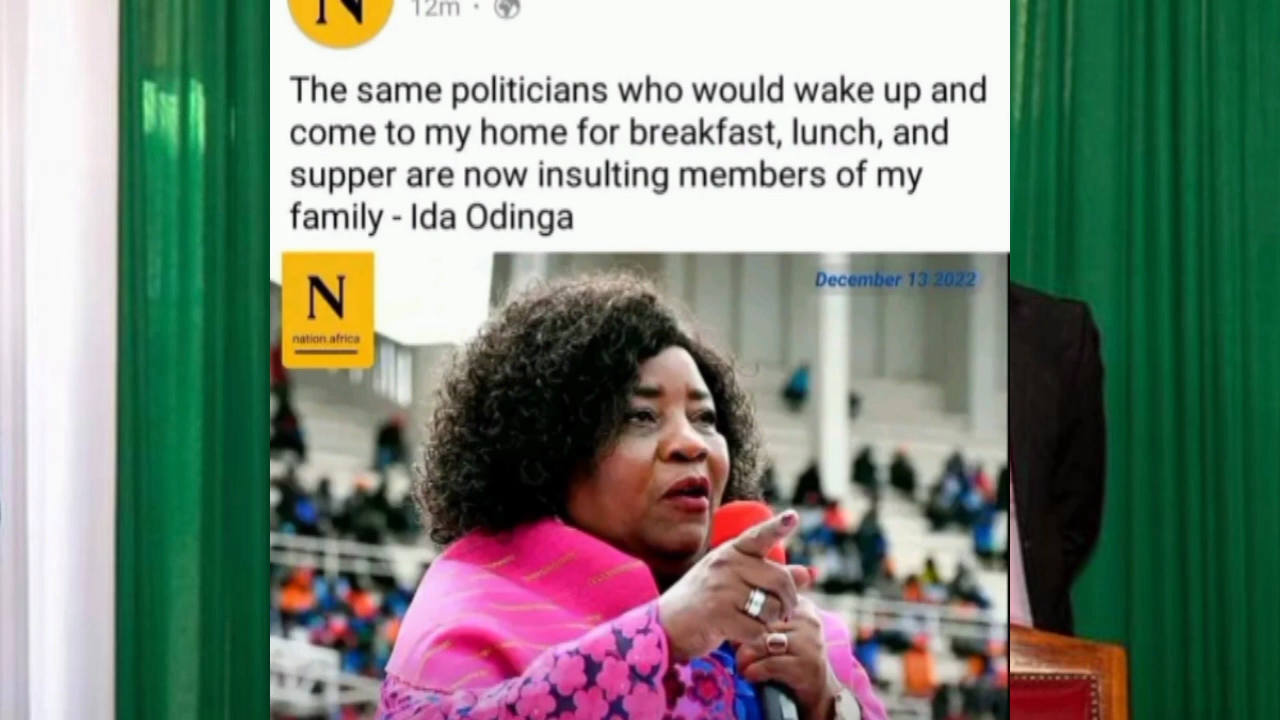 N
12m ·
The same politicians who would wake up and
come to my home for breakfast, lunch, and
supper are now insulting members of my
family - Ida Odinga
N
nation.africa
December 13 2022